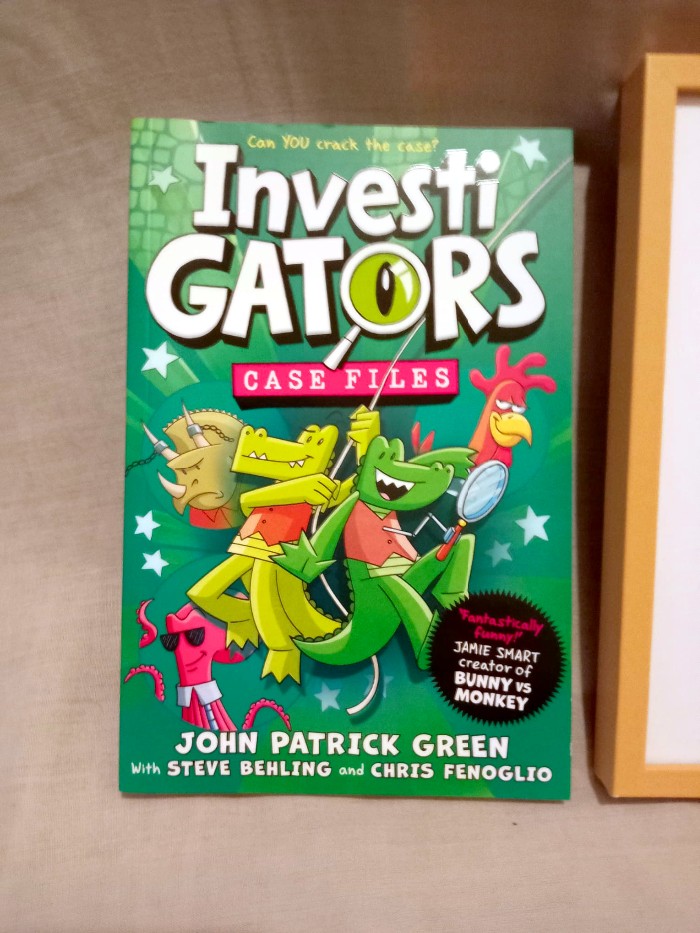 Can YOU crack the case?
Investi
GATORS
CASE FILES
"Fantastically
funny!"
JAMIE SMART
creator of
BUNNY VS
MONKEY
JOHN PATRICK GREEN
With STEVE BEHLING and CHRIS FENOGLIO